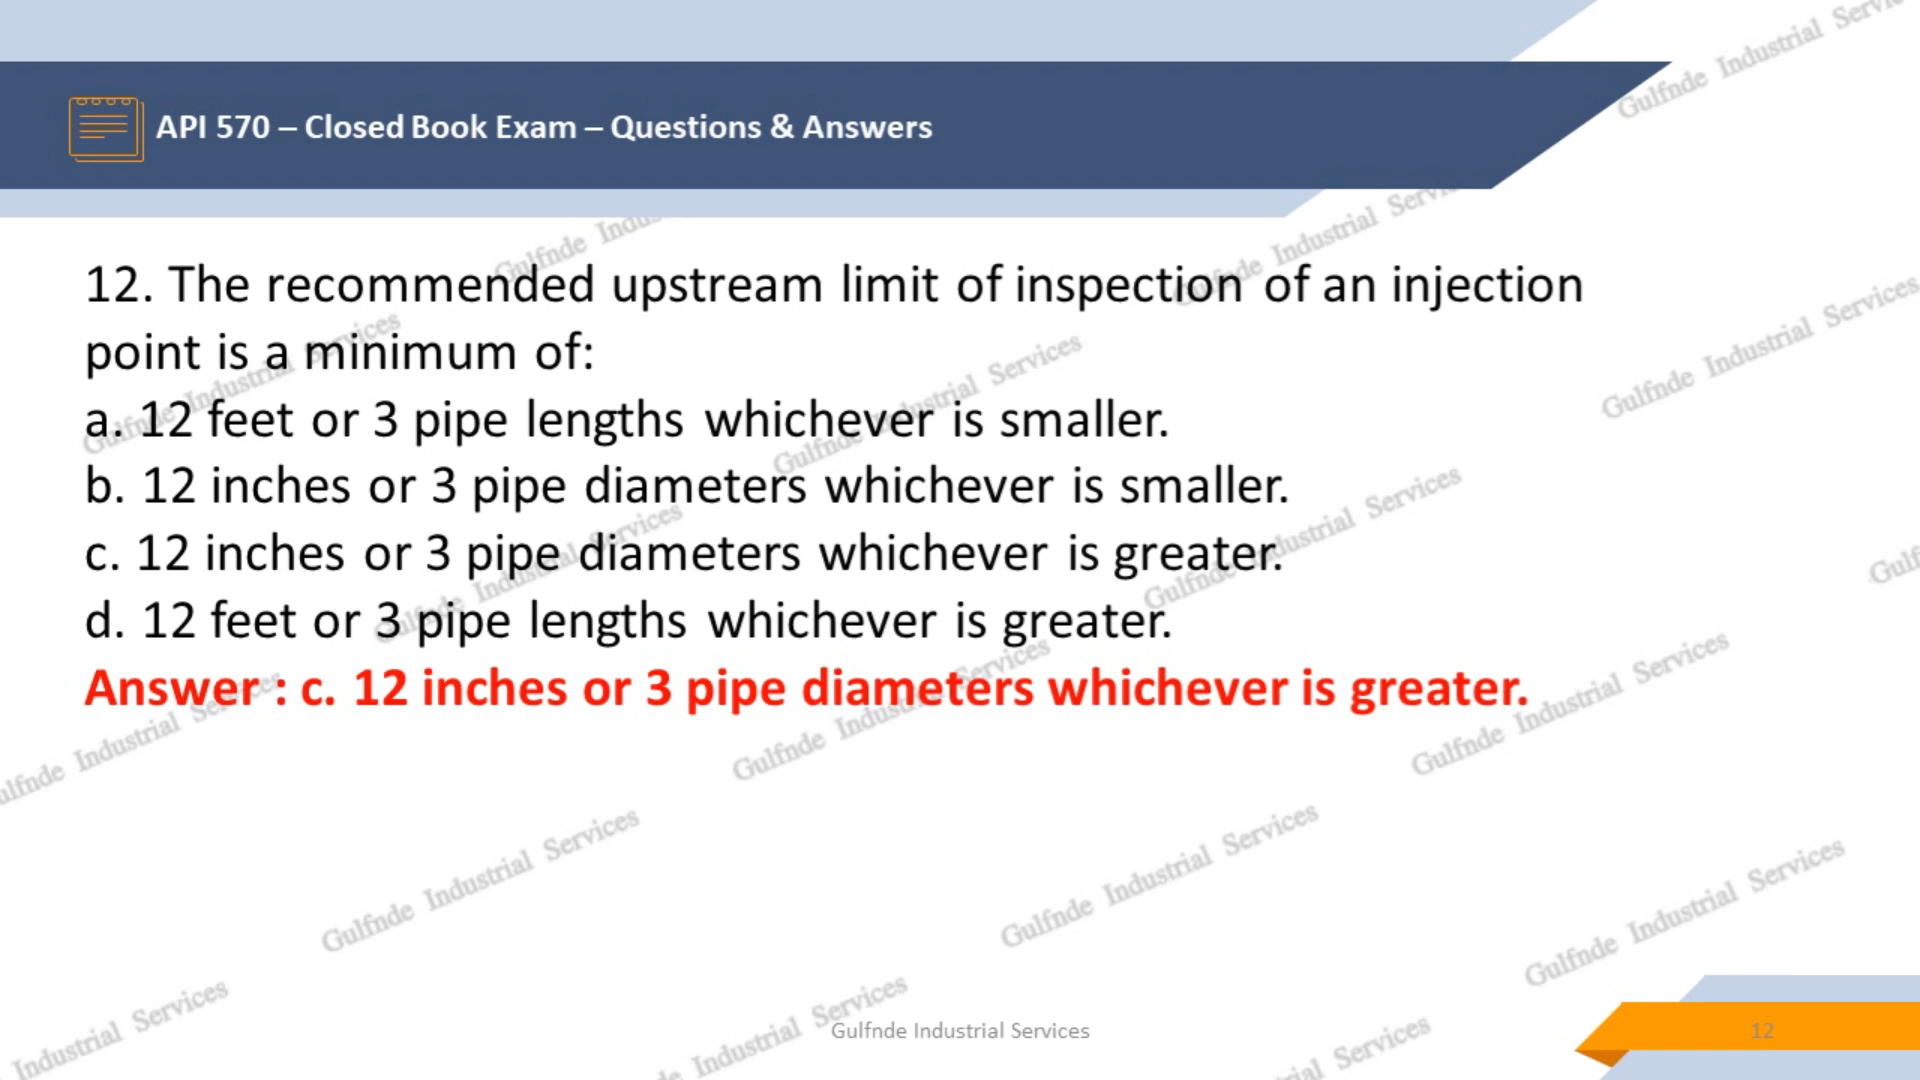 API 570 – Closed Book Exam – Questions & Answers
12. The recommended upstream limit of inspection of an injection
point is a minimum of:
a. 12 feet or 3 pipe lengths whichever is smaller.
b. 12 inches or 3 pipe diameters whichever is smaller.
c. 12 inches or 3 pipe diameters whichever is greater.
d. 12 feet or 3 pipe lengths whichever is greater.
Answer : c. 12 inches or 3 pipe diameters whichever is greater.
Gulfnde Industrial Services
12
Gulfnde Industrial Services